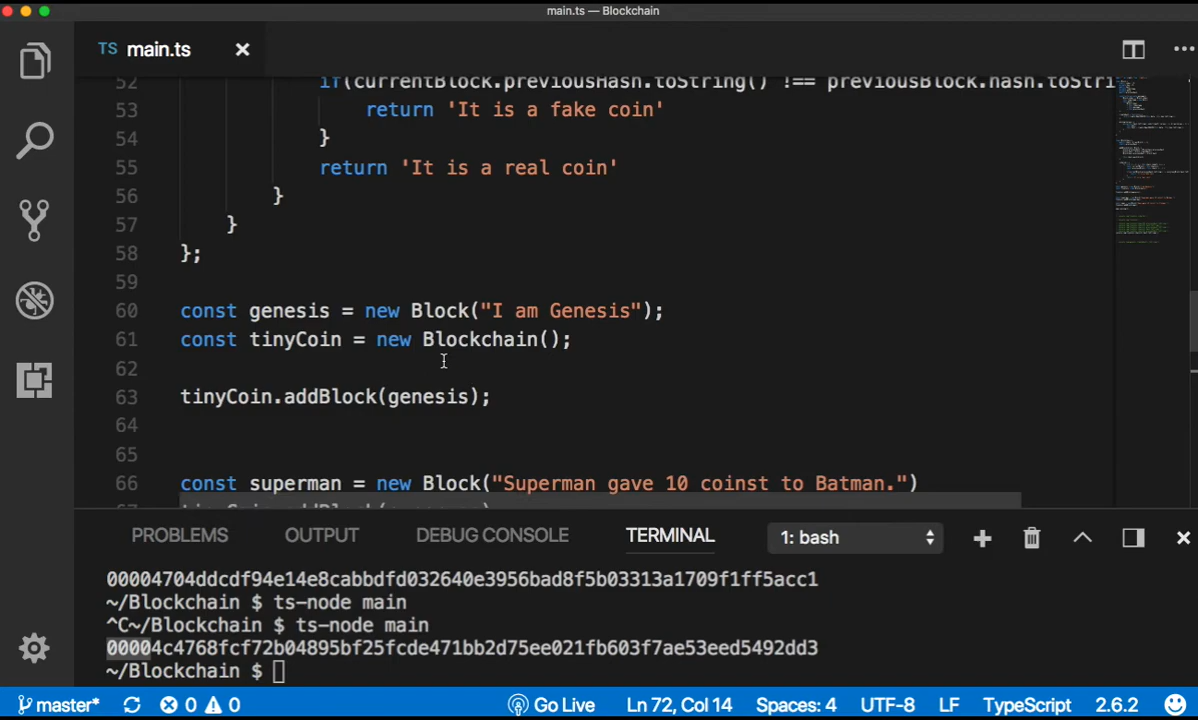 main.ts — Blockchain
TS main.ts
52 if(currentBlock.previousHash.toString() !== previousBlock.hash.toStri
53 return 'It is a fake coin'
54 }
55 return 'It is a real coin'
56 }
57 }
58 };
59
60 const genesis = new Block("I am Genesis");
61 const tinyCoin = new Blockchain();
62
63 tinyCoin.addBlock(genesis);
64
65
66 const superman = new Block("Superman gave 10 coinst to Batman.")
PROBLEMS OUTPUT DEBUG CONSOLE TERMINAL 1: bash
00004704ddcdf94e14e8cabbdfd032640e3956bad8f5b03313a1709f1ff5acc1
~/Blockchain $ ts-node main
^C~/Blockchain $ ts-node main
00004c4768fcf72b04895bf25fcde471bb2d75ee021fb603f7ae53eed5492dd3
~/Blockchain $
master* 0 0 Go Live Ln 72, Col 14 Spaces: 4 UTF-8 LF TypeScript 2.6.2